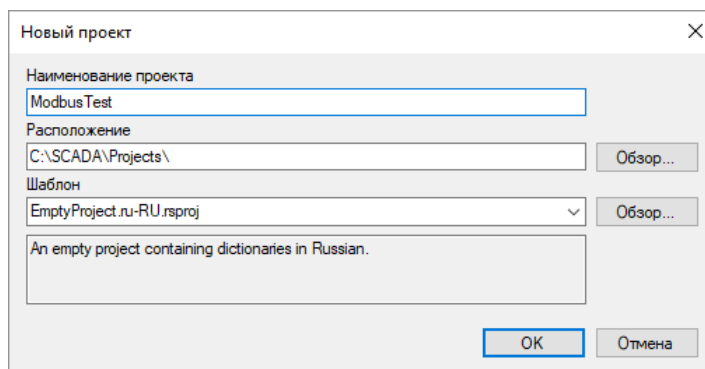 Новый проект
Наименование проекта
ModbusTest
Расположение
C:\SCADA\Projects\
Обзор...
Шаблон
EmptyProject.ru-RU.rsproj
Обзор...
An empty project containing dictionaries in Russian.
OK
Отмена